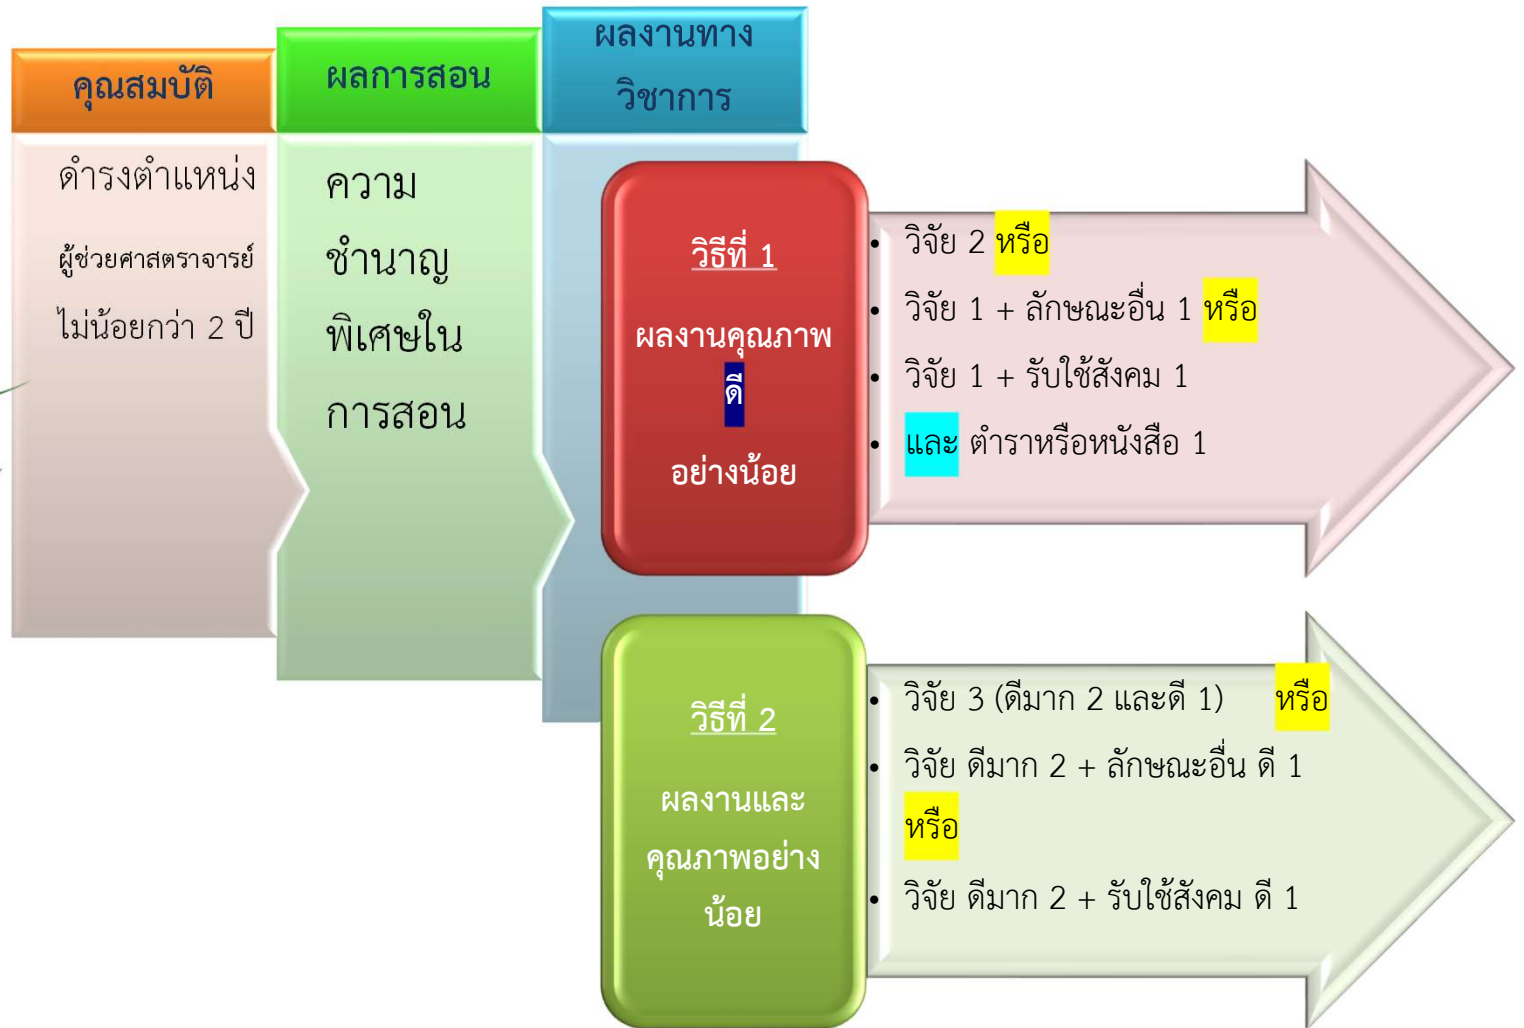 คุณสมบัติ
ดำรงตำแหน่ง
ผู้ช่วยศาสตราจารย์
ไม่น้อยกว่า 2 ปี
ผลการสอน
ความ
ชำนาญ
พิเศษใน
การสอน
ผลงานทาง
วิชาการ
วิธีที่ 1
ผลงานคุณภาพ
ดี
อย่างน้อย
• วิจัย 2 หรือ
• วิจัย 1 + ลักษณะอื่น 1 หรือ
• วิจัย 1 + รับใช้สังคม 1
• และ ตำราหรือหนังสือ 1
วิธีที่ 2
ผลงานและ
คุณภาพอย่าง
น้อย
• วิจัย 3 (ดีมาก 2 และดี 1) หรือ
• วิจัย ดีมาก 2 + ลักษณะอื่น ดี 1
หรือ
• วิจัย ดีมาก 2 + รับใช้สังคม ดี 1